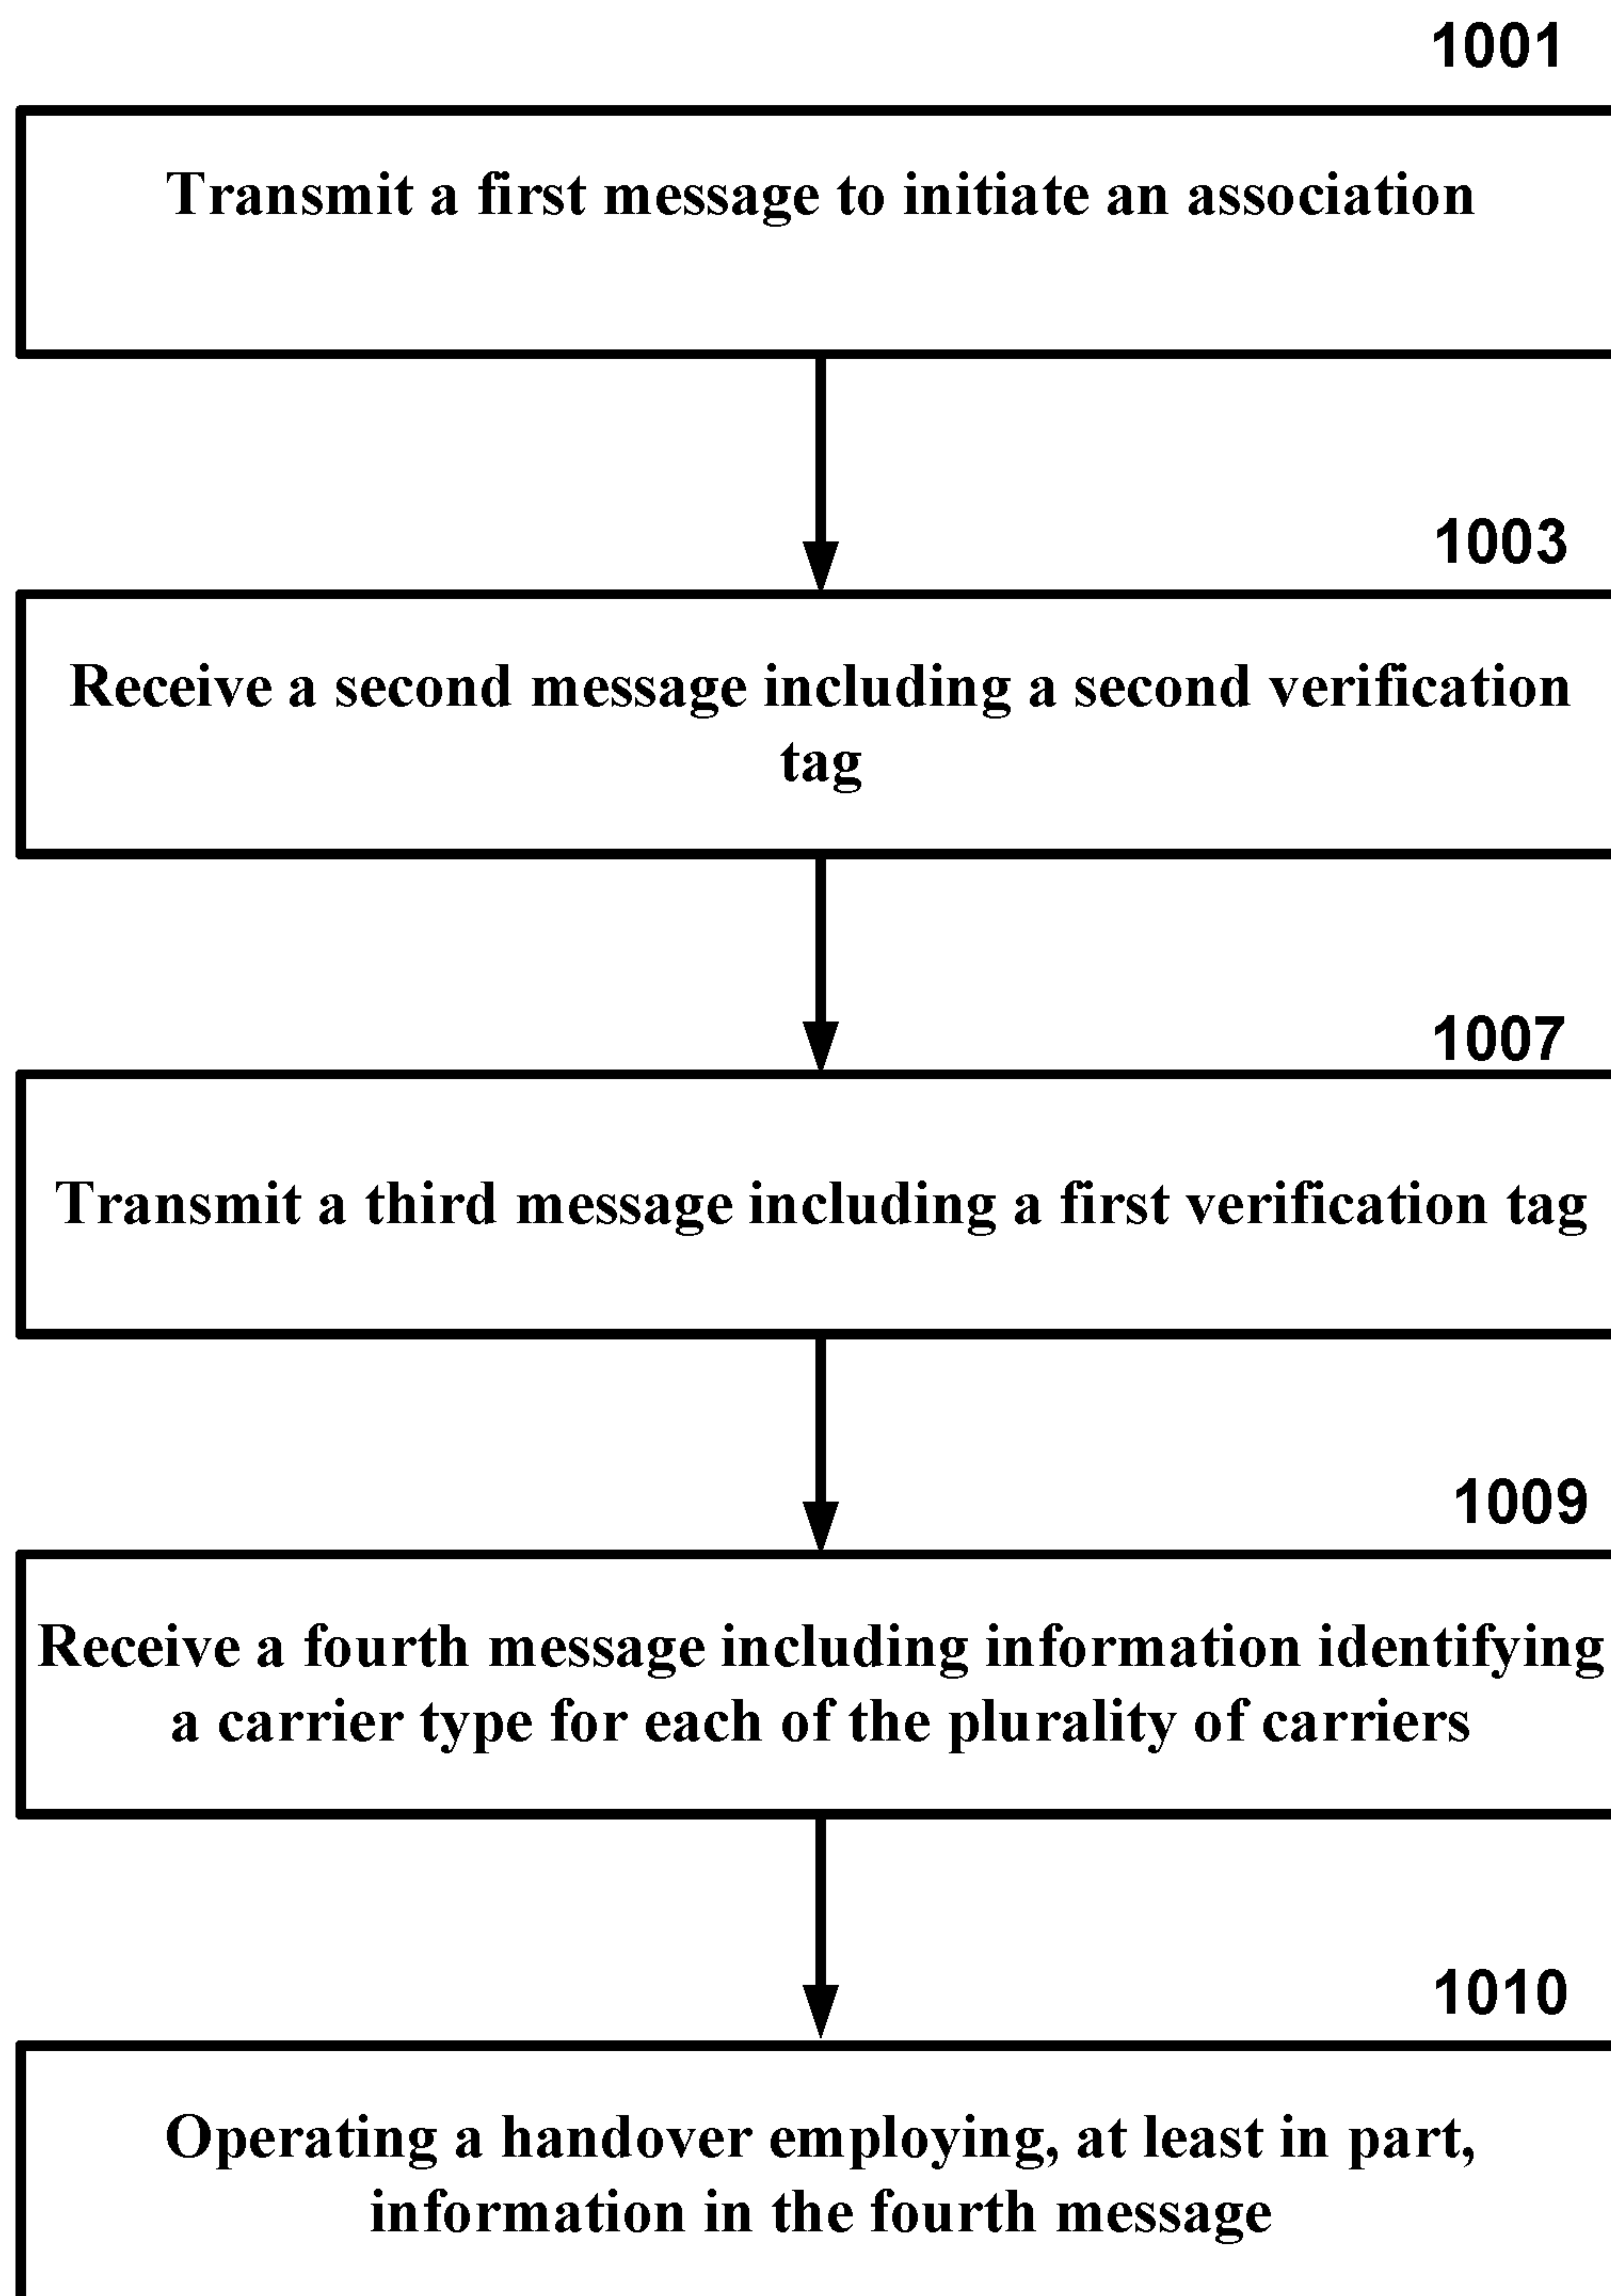 1001
Transmit a first message to initiate an association
1003
Receive a second message including a second verification
tag
1007
Transmit a third message including a first verification tag
1009
Receive a fourth message including information identifying
a carrier type for each of the plurality of carriers
1010
Operating a handover employing, at least in part,
information in the fourth message